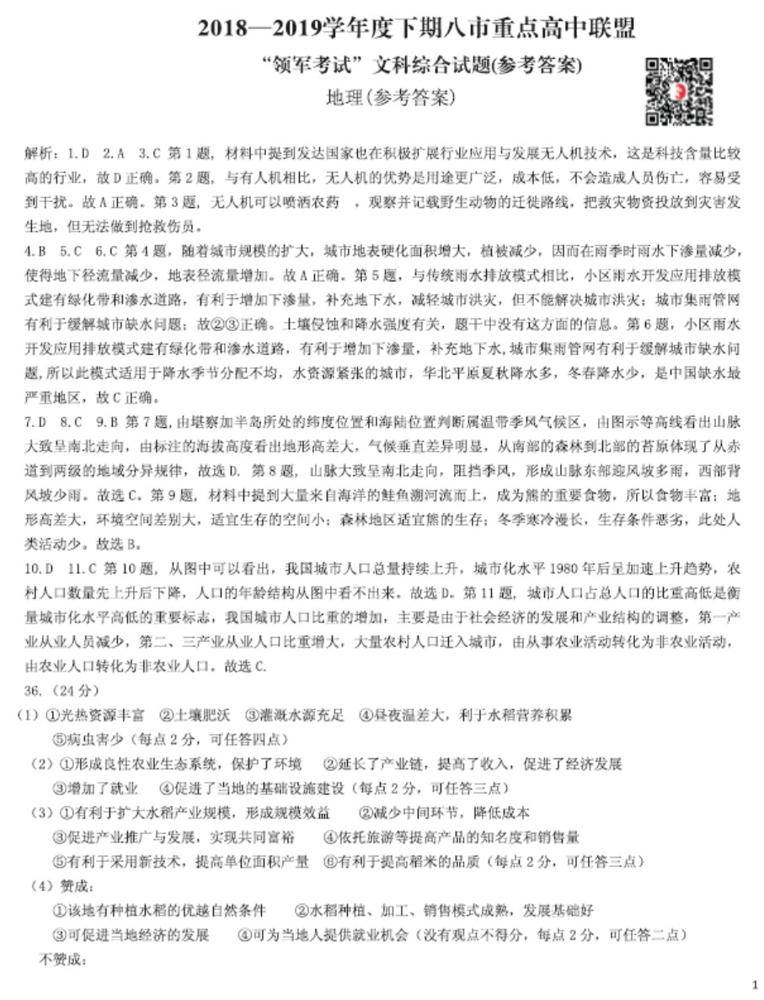 2018—2019学年度下期八市重点高中联盟
“领军考试”文科综合试题(参考答案)
地理(参考答案)
解析：1.D 2.A 3.C 第1题，材料中提到发达国家也在积极扩展行业应用与发展无人机技术，这是科技含量比较
高的行业，故D正确。第2题，与有人机相比，无人机的优势是用途更广泛，成本低，不会造成人员伤亡，容易受
到干扰。故A正确。第3题，无人机可以喷洒农药 ，观察并记载野生动物的迁徙路线，把救灾物资投放到灾害发
生地，但无法做到抢救伤员。
4.B 5.C 6.C 第4题，随着城市规模的扩大，城市地表硬化面积增大，植被减少，因而在雨季时雨水下渗量减少，
使得地下径流量减少，地表径流量增加。故A正确。第5题，与传统雨水排放模式相比，小区雨水开发应用排放模
式建有绿化带和渗水道路，有利于增加下渗量，补充地下水，减轻城市洪灾，但不能解决城市洪灾；城市集雨管网
有利于缓解城市缺水问题；故②③正确。土壤侵蚀和降水强度有关，题干中没有这方面的信息。第6题，小区雨水
开发应用排放模式建有绿化带和渗水道路，有利于增加下渗量，补充地下水,城市集雨管网有利于缓解城市缺水问
题,所以此模式适用于降水季节分配不均，水资源紧张的城市，华北平原夏秋降水多，冬春降水少，是中国缺水最
严重地区，故C正确。
7.D 8.C 9.B 第7题,由堪察加半岛所处的纬度位置和海陆位置判断属温带季风气候区，由图示等高线看出山脉
大致呈南北走向，由标注的海拔高度看出地形高差大，气候垂直差异明显，从南部的森林到北部的苔原体现了从赤
道到两级的地域分异规律，故选D. 第8题，山脉大致呈南北走向，阻挡季风，形成山脉东部迎风坡多雨，西部背
风坡少雨。故选C。第9题，材料中提到大量来自海洋的鲑鱼溯河流而上，成为熊的重要食物，所以食物丰富；地
形高差大，环境空间差别大，适宜生存的空间小；森林地区适宜熊的生存；冬季寒冷漫长，生存条件恶劣，此处人
类活动少。故选B。
10.D 11.C 第10题，从图中可以看出，我国城市人口总量持续上升，城市化水平1980年后呈加速上升趋势，农
村人口数量先上升后下降，人口的年龄结构从图中看不出来。故选D。第11题，城市人口占总人口的比重高低是衡
量城市化水平高低的重要标志，我国城市人口比重的增加，主要是由于社会经济的发展和产业结构的调整，第一产
业从业人员减少，第二、三产业从业人口比重增大，大量农村人口迁入城市，由从事农业活动转化为非农业活动，
由农业人口转化为非农业人口。故选C.
36.（24分）
（1）①光热资源丰富 ②土壤肥沃 ③灌溉水源充足 ④昼夜温差大，利于水稻营养积累
⑤病虫害少（每点2分，可任答四点）
（2）①形成良性农业生态系统，保护了环境 ②延长了产业链，提高了收入，促进了经济发展
③增加了就业 ④促进了当地的基础设施建设（每点2分，可任答三点）
（3）①有利于扩大水稻产业规模，形成规模效益 ②减少中间环节，降低成本
③促进产业推广与发展，实现共同富裕 ④依托旅游等提高产品的知名度和销售量
⑤有利于采用新技术，提高单位面积产量 ⑥有利于提高稻米的品质（每点2分，可任答三点）
（4）赞成：
①该地有种植水稻的优越自然条件 ②水稻种植、加工、销售模式成熟，发展基础好
③可促进当地经济的发展 ④可为当地人提供就业机会（没有观点不得分，每点2分，可任答二点）
不赞成：
1